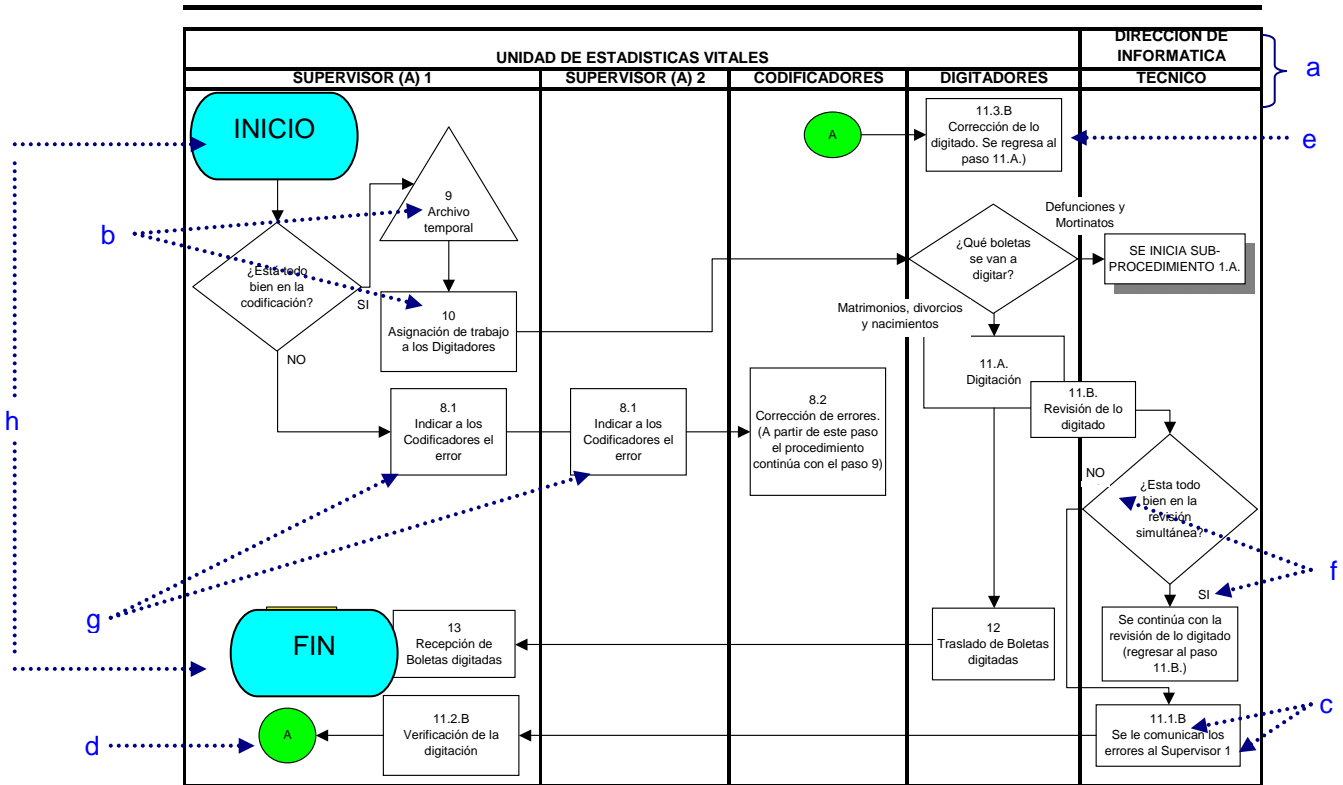 UNIDAD DE ESTADISTICAS VITALES
DIRECCION DE
INFORMATICA
SUPERVISOR (A) 1
SUPERVISOR (A) 2
CODIFICADORES
DIGITADORES
TECNICO
a
INICIO
A
11.3.B
Corrección de lo
digitado. Se regresa al
paso 11.A.)
e
9
Archivo
temporal
b
Defunciones y
Mortinatos
¿Qué boletas
se van a
digitar?
SE INICIA SUB-
PROCEDIMIENTO 1.A.
¿Está todo
bien en la
codificación?
SI
10
Asignación de trabajo
a los Digitadores
Matrimonios, divorcios
y nacimientos
NO
11.A.
Digitación
11.B.
Revisión de lo
digitado
8.1
Indicar a los
Codificadores el
error
8.1
Indicar a los
Codificadores el
error
8.2
Corrección de errores.
(A partir de este paso
el procedimiento
continúa con el paso 9)
h
NO
¿Esta todo
bien en la
revisión
simultánea?
f
SI
g
FIN
13
Recepción de
Boletas digitadas
12
Traslado de Boletas
digitadas
Se continúa con la
revisión de lo digitado
(regresar al paso
11.B.)
c
d
A
11.2.B
Verificación de la
digitación
11.1.B
Se le comunican los
errores al Supervisor 1